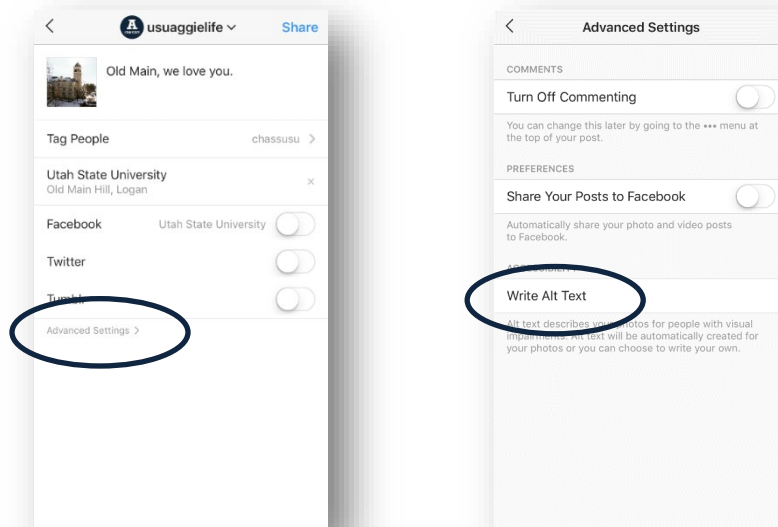 usuaggielife
Share
Old Main, we love you.
Tag People
chassusu
Utah State University
Old Main Hill, Logan
Facebook
Utah State University
Twitter
Tumblr
Advanced Settings
Advanced Settings
COMMENTS
Turn Off Commenting
You can change this later by going to the ••• menu at
the top of your post.
PREFERENCES
Share Your Posts to Facebook
Automatically share your photo and video posts
to Facebook.
ACCESSIBILITY
Write Alt Text
Alt text describes your photos for people with visual
impairments. Alt text will be automatically created for
your photos or you can choose to write your own.